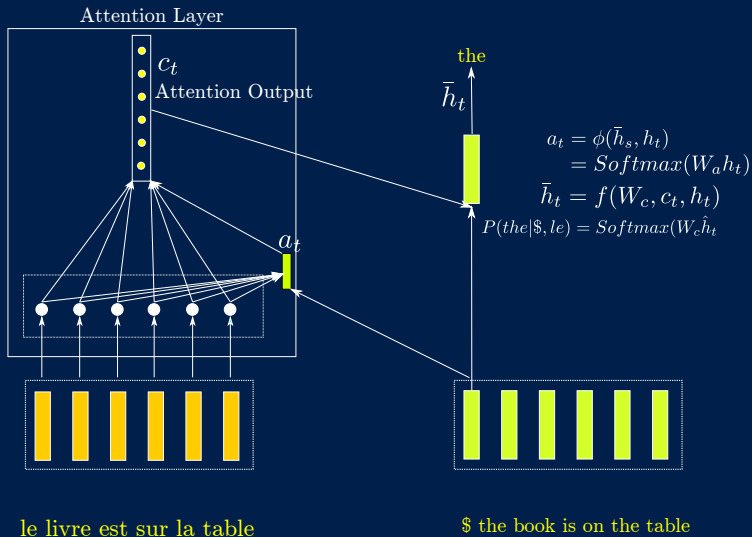 Attention Layer
c_t
Attention Output
a_t
the
h̄_t
a_t = ϕ(h̄_s, h_t)
= Softmax(W_a h_t)
h̄_t = f(W_c, c_t, h_t)
P(the|$, le) = Softmax(W_c ĥ_t
le livre est sur la table
$ the book is on the table